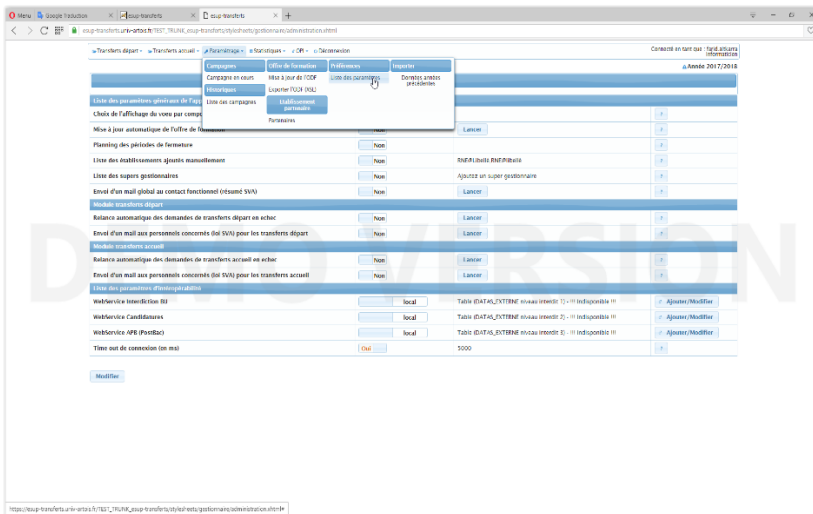 Menu
Google Traduction
esup-transferts
esup-transferts
esup-transferts.univ-artois.fr/TEST_TRUNK_esup-transferts/stylesheets/gestionnaire/administration.xhtml
Transferts départ Transferts accueil Paramétrage Statistiques OPI Déconnexion
Connecté en tant que :
Informaticien
Année 2017/2018
Campagnes Offre de formation Préférences Importer
Campagne en cours Mise à jour de l'ODF Liste des paramètres Données années
précédentes
Historiques Exporter l'ODF (XSL)
Liste des campagnes Etablissement
partenaire
Partenaires
Liste des paramètres généraux de l'app
Choix de l'affichage du voeu par compo
Mise à jour automatique de l'offre de formation Non Lancer
Planning des périodes de fermeture Non
Liste des établissements ajoutés manuellement Non
Liste des supers gestionnaires Non Ajoutez un super gestionnaire
Envoi d'un mail global au contact fonctionnel (résumé SVA) Non Lancer
Module transferts départ
Relance automatique des demandes de transferts départ en echec Non Lancer
Envoi d'un mail aux personnels concernés (loi SVA) pour les transferts départ Non Lancer
Module transferts accueil
Relance automatique des demandes de transferts accueil en echec Non Lancer
Envoi d'un mail aux personnels concernés (loi SVA) pour les transferts accueil Non Lancer
Liste des paramètres d'interopérabilité
WebService Interdiction BU local Table (DATAS_EXTERNE niveau interdit 1) - !!! Indisponible !!! Ajouter/Modifier
WebService Candidatures local Table (DATAS_EXTERNE niveau interdit 2) - !!! Indisponible !!! Ajouter/Modifier
WebService APB (PostBac) local Table (DATAS_EXTERNE niveau interdit 3) - !!! Indisponible !!! Ajouter/Modifier
Time out de connexion (en ms) Oui 5000
Modifier
DEMO VERSION
https://esup-transferts.univ-artois.fr/TEST_TRUNK_esup-transferts/stylesheets/gestionnaire/administration.xhtml#